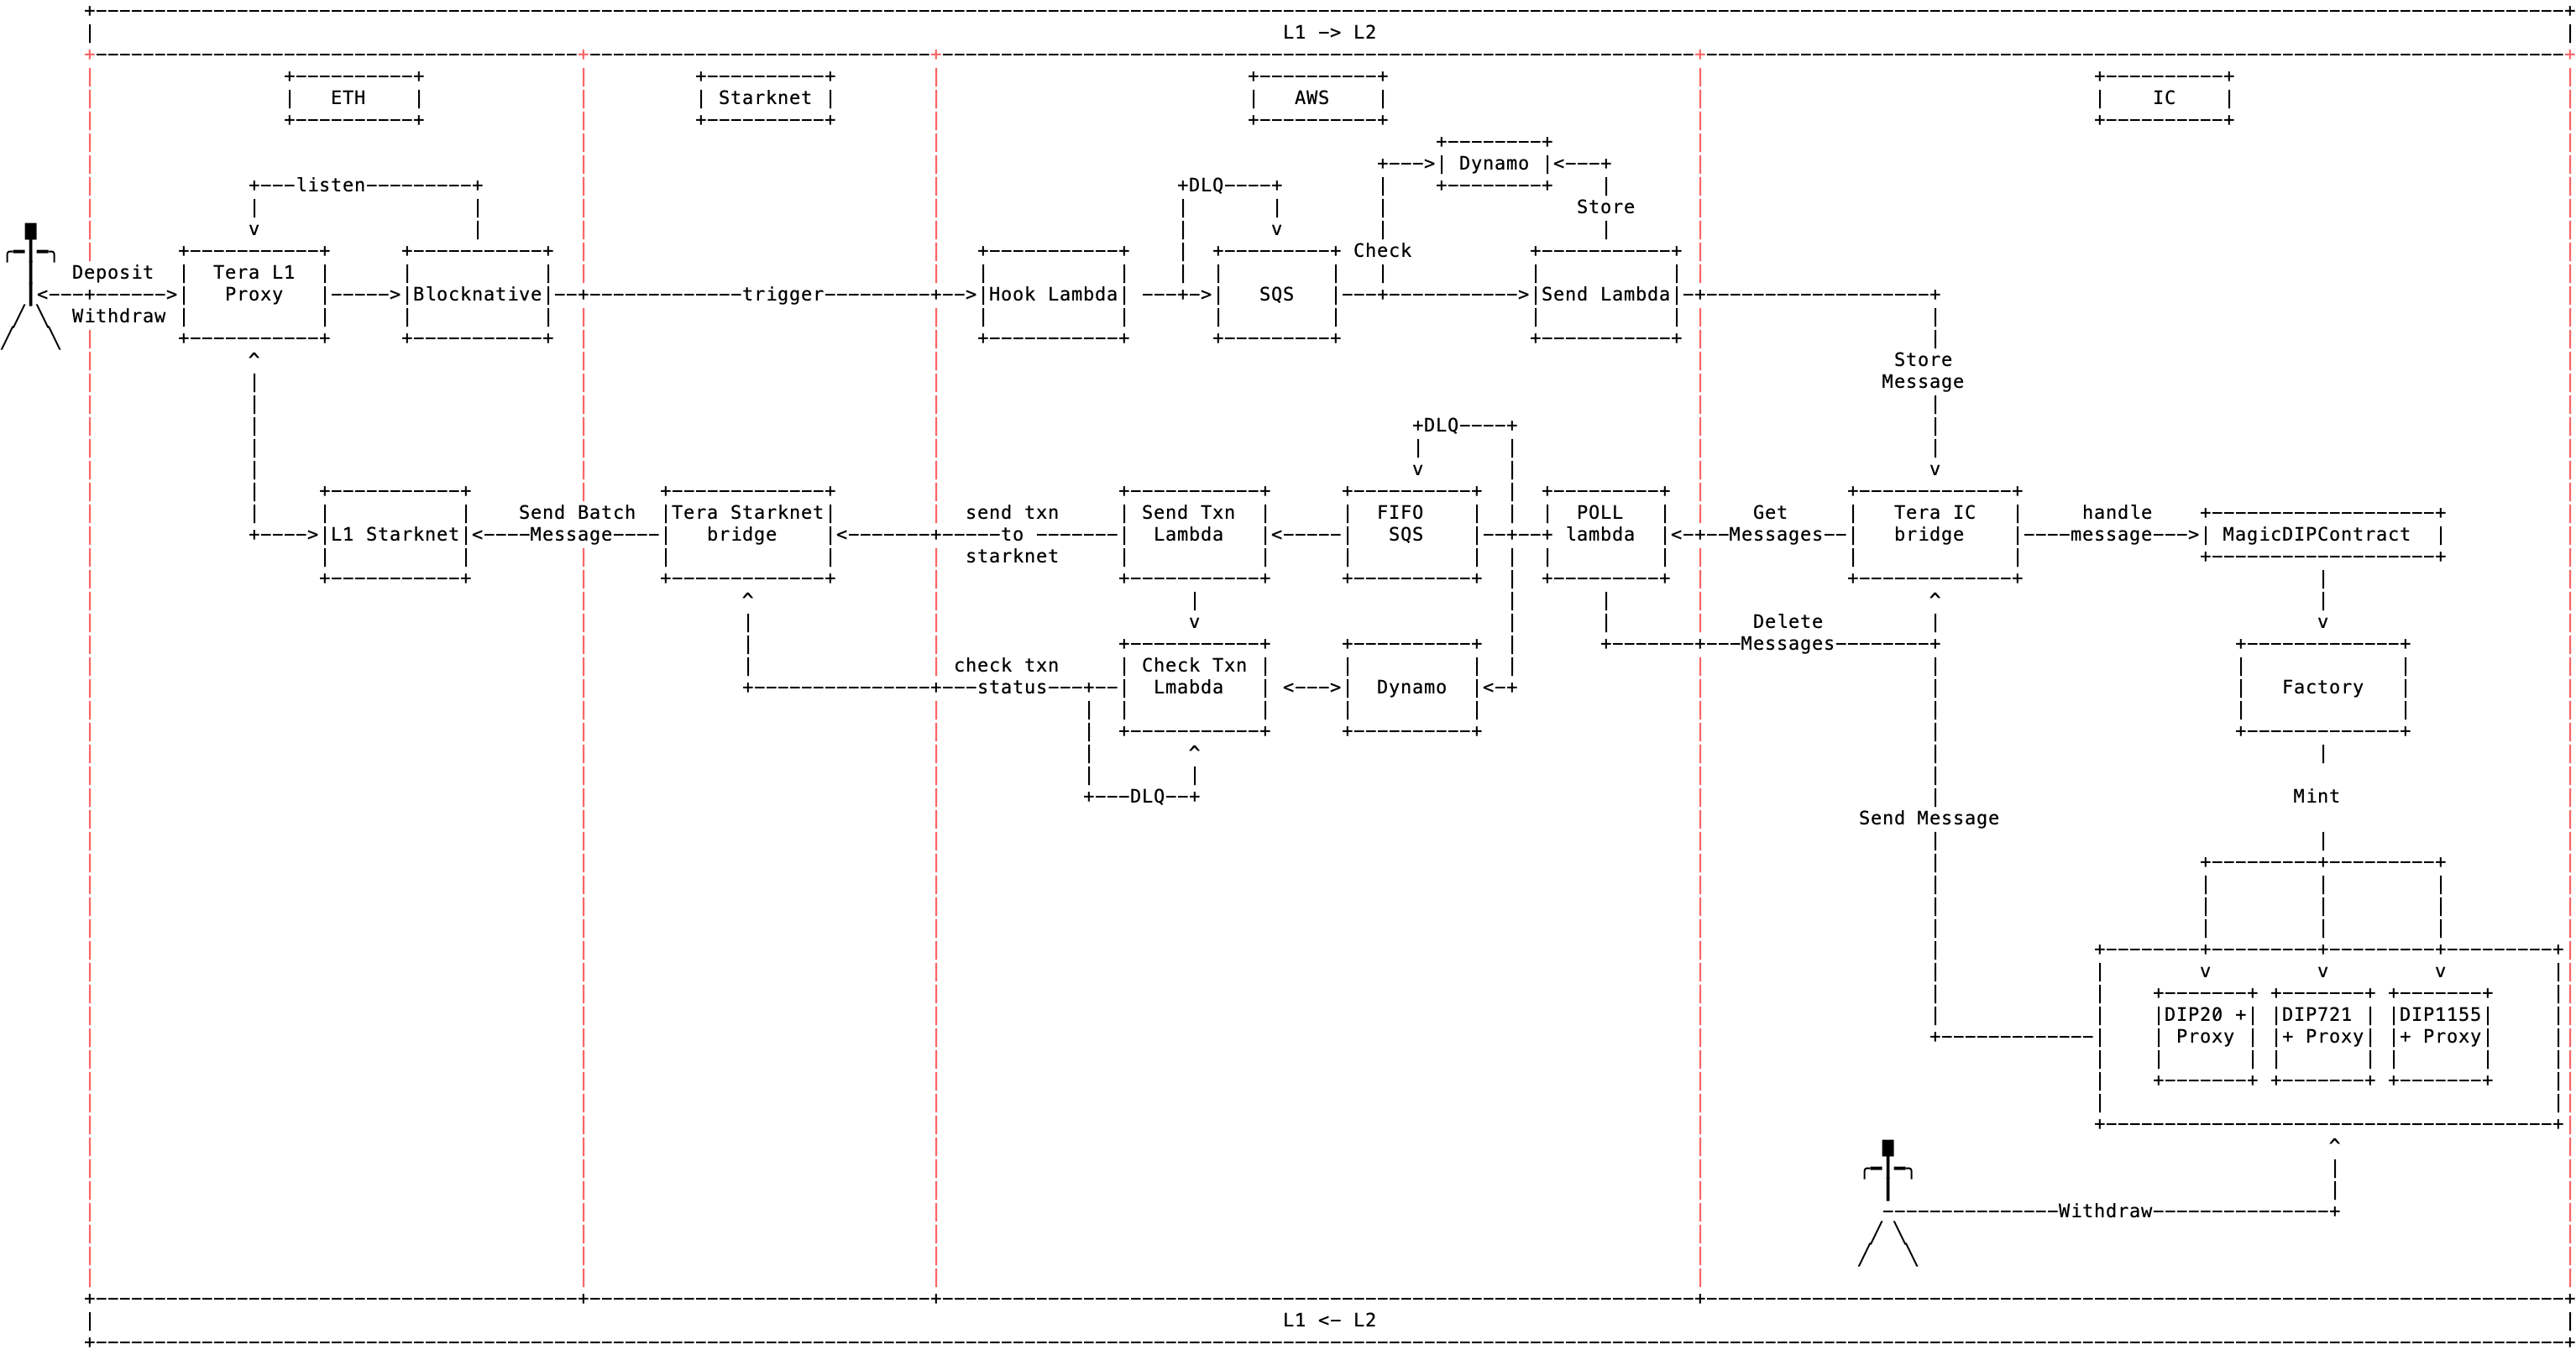 L1 -> L2
ETH
Starknet
AWS
IC
Dynamo
listen
DLQ
Store
Check
Deposit
Withdraw
Tera L1
Proxy
Blocknative
trigger
Hook Lambda
SQS
Send Lambda
Store
Message
DLQ
L1 Starknet
Send Batch
Message
Tera Starknet
bridge
send txn
to
starknet
Send Txn
Lambda
FIFO
SQS
POLL
lambda
Get
Messages
Tera IC
bridge
handle
message
MagicDIPContract
Delete
Messages
check txn
status
Check Txn
Lmabda
Dynamo
Factory
DLQ
Mint
Send Message
DIP20 +
Proxy
DIP721
+ Proxy
DIP1155
+ Proxy
Withdraw
L1 <- L2